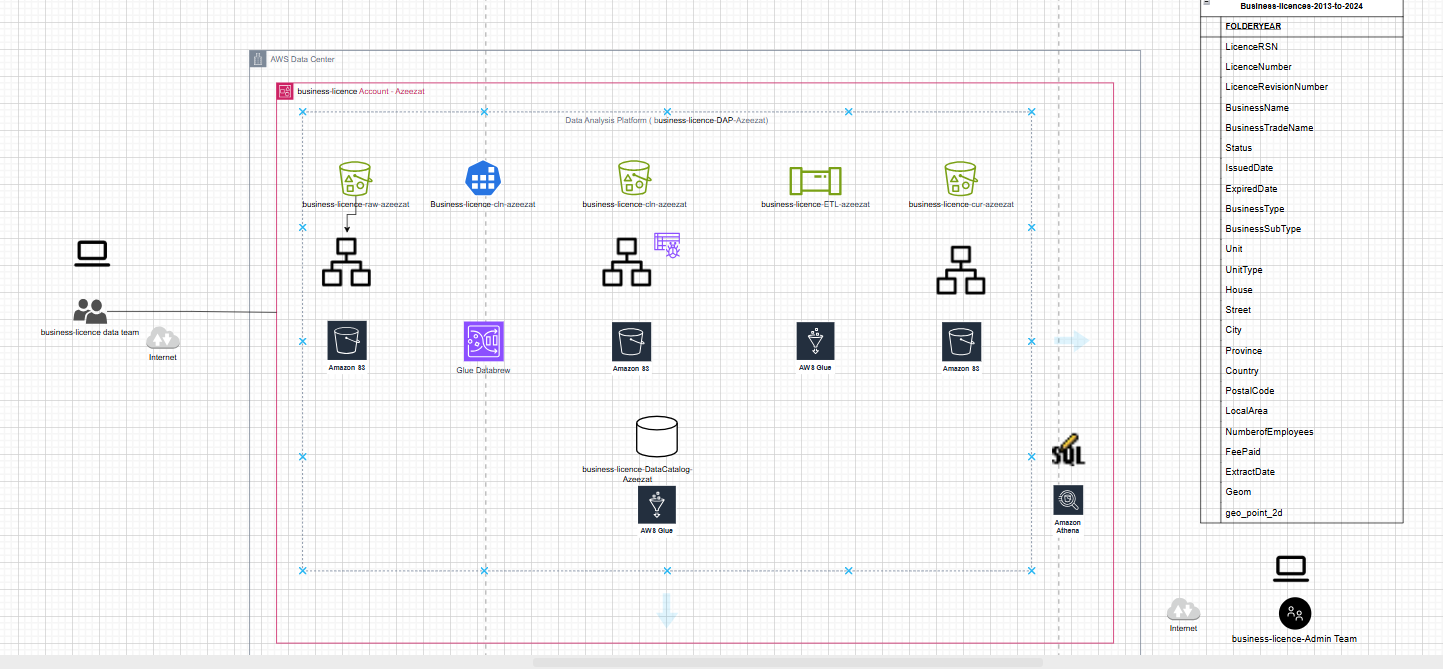 Business-licences-2013-to-2024
FOLDERYEAR
LicenceRSN
LicenceNumber
LicenceRevisionNumber
BusinessName
BusinessTradeName
Status
IssuedDate
ExpiredDate
BusinessType
BusinessSubType
Unit
UnitType
House
Street
City
Province
Country
PostalCode
LocalArea
NumberofEmployees
FeePaid
ExtractDate
Geom
geo_point_2d
AWS Data Center
business-licence Account - Azeezat
Data Analysis Platform ( business-licence-DAP-Azeezat)
business-licence-raw-azeezat
Business-licence-cln-azeezat
business-licence-cln-azeezat
business-licence-ETL-azeezat
business-licence-cur-azeezat
business-licence data team
Internet
Amazon S3
Glue Databrew
Amazon S3
AWS Glue
Amazon S3
business-licence-DataCatalog-
Azeezat
AWS Glue
SQL
Amazon
Athena
Internet
business-licence-Admin Team